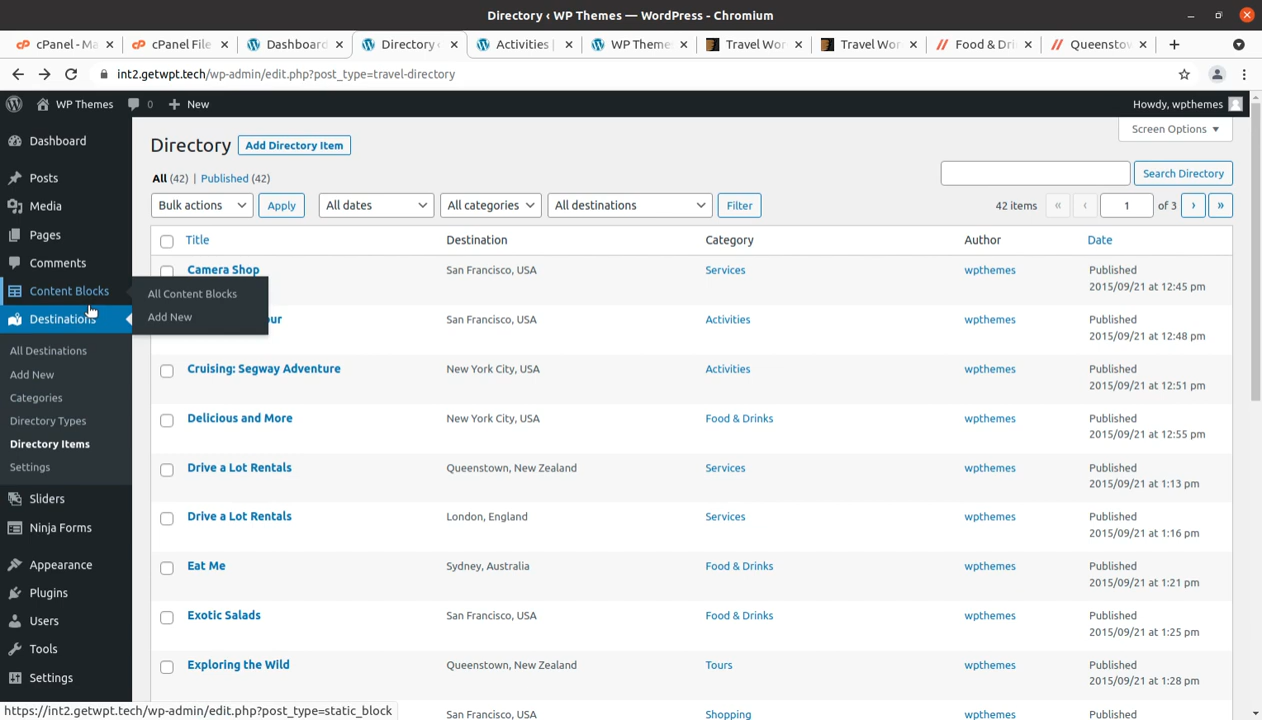 Directory ‹ WP Themes — WordPress - Chromium
cPanel - Ma
cPanel File
Dashboard
Directory ‹
Activities |
WP Theme
Travel Wor
Travel Wor
Food & Dri
Queenstow
int2.getwpt.tech/wp-admin/edit.php?post_type=travel-directory
WP Themes
0
New
Howdy, wpthemes
Dashboard
Posts
Media
Pages
Comments
Content Blocks
Destinations
All Destinations
Add New
Categories
Directory Types
Directory Items
Settings
Sliders
Ninja Forms
Appearance
Plugins
Users
Tools
Settings
All Content Blocks
Add New
Screen Options ▼
Directory
Add Directory Item
All (42) | Published (42)
Search Directory
Bulk actions
Apply
All dates
All categories
All destinations
Filter
42 items « ‹ 1 of 3 › »
Title Destination Category Author Date
Camera Shop San Francisco, USA Services wpthemes Published
2015/09/21 at 12:45 pm
our San Francisco, USA Activities wpthemes Published
2015/09/21 at 12:48 pm
Cruising: Segway Adventure New York City, USA Activities wpthemes Published
2015/09/21 at 12:51 pm
Delicious and More New York City, USA Food & Drinks wpthemes Published
2015/09/21 at 12:55 pm
Drive a Lot Rentals Queenstown, New Zealand Services wpthemes Published
2015/09/21 at 1:13 pm
Drive a Lot Rentals London, England Services wpthemes Published
2015/09/21 at 1:16 pm
Eat Me Sydney, Australia Food & Drinks wpthemes Published
2015/09/21 at 1:21 pm
Exotic Salads San Francisco, USA Food & Drinks wpthemes Published
2015/09/21 at 1:25 pm
Exploring the Wild Queenstown, New Zealand Tours wpthemes Published
2015/09/21 at 1:28 pm
San Francisco, USA Shopping wpthemes Published
https://int2.getwpt.tech/wp-admin/edit.php?post_type=static_block